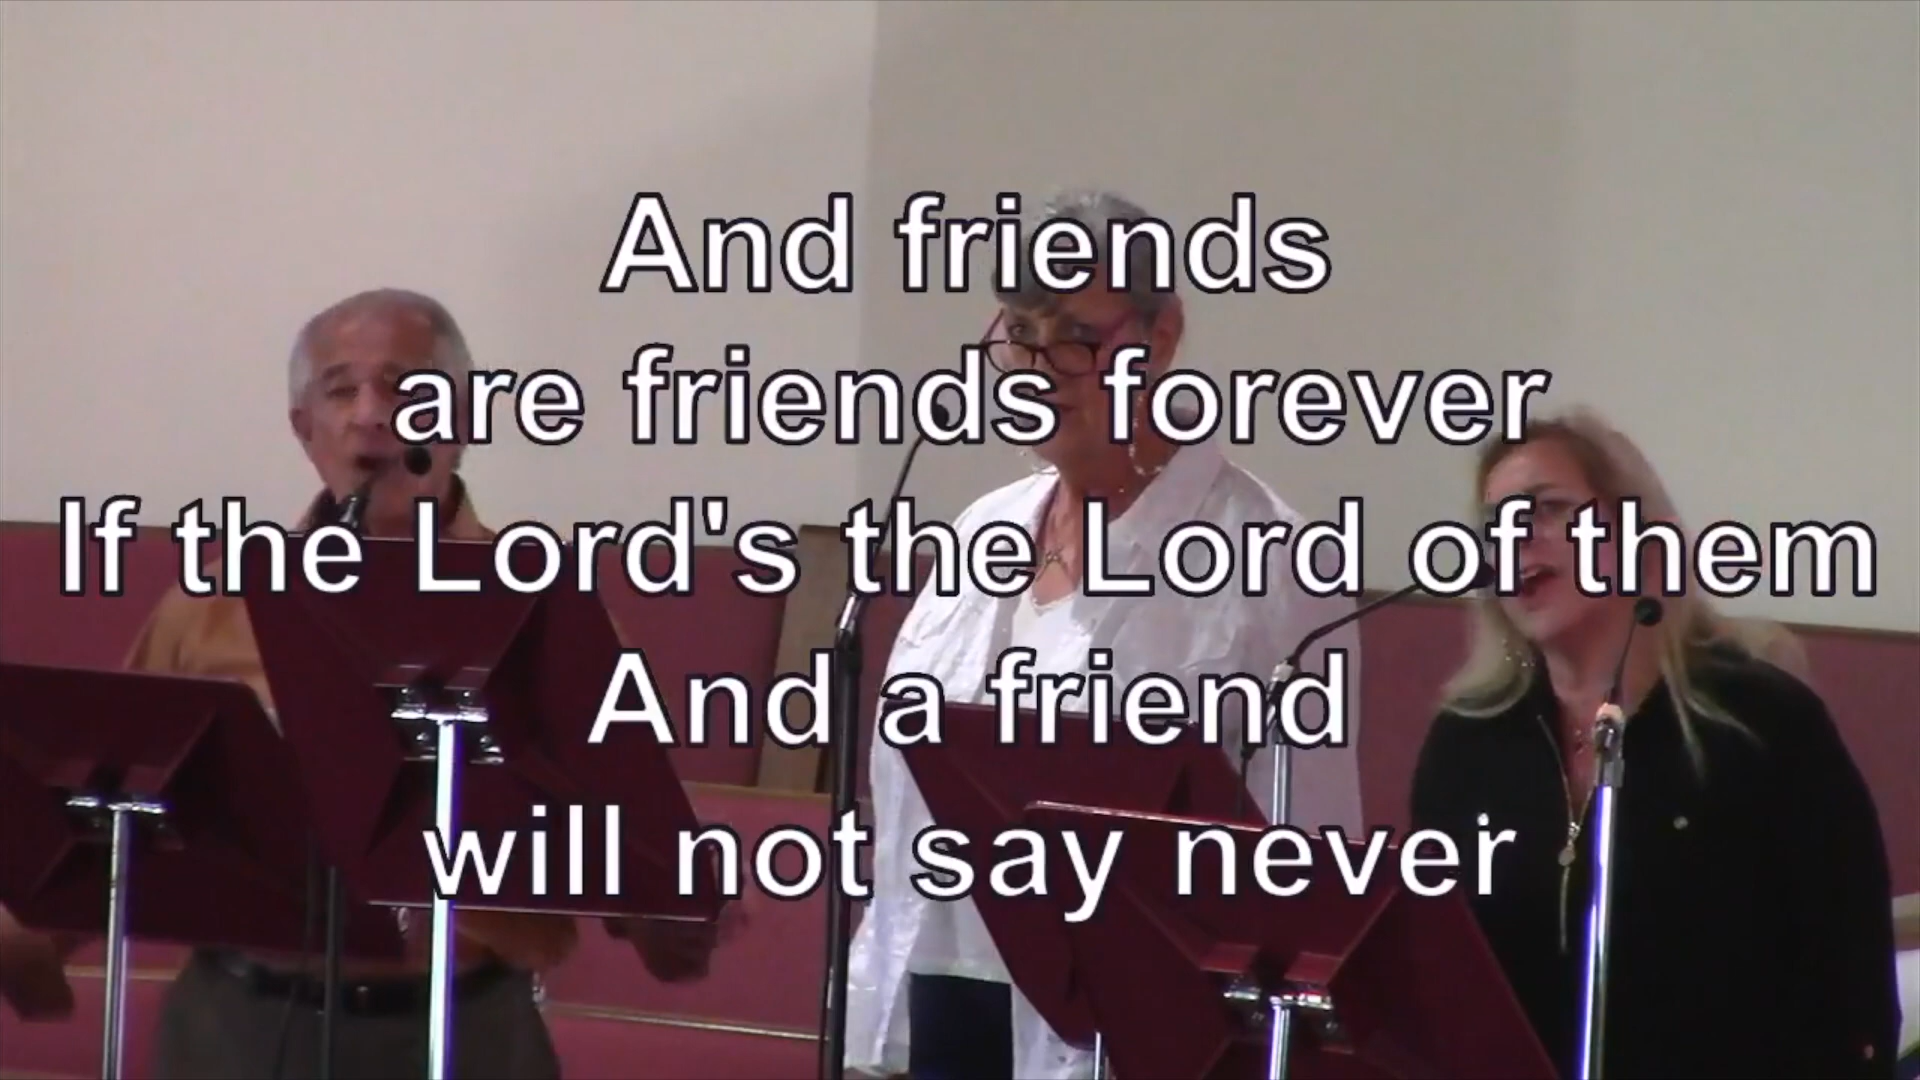 And friends
are friends forever
If the Lord's the Lord of them
And a friend
will not say never